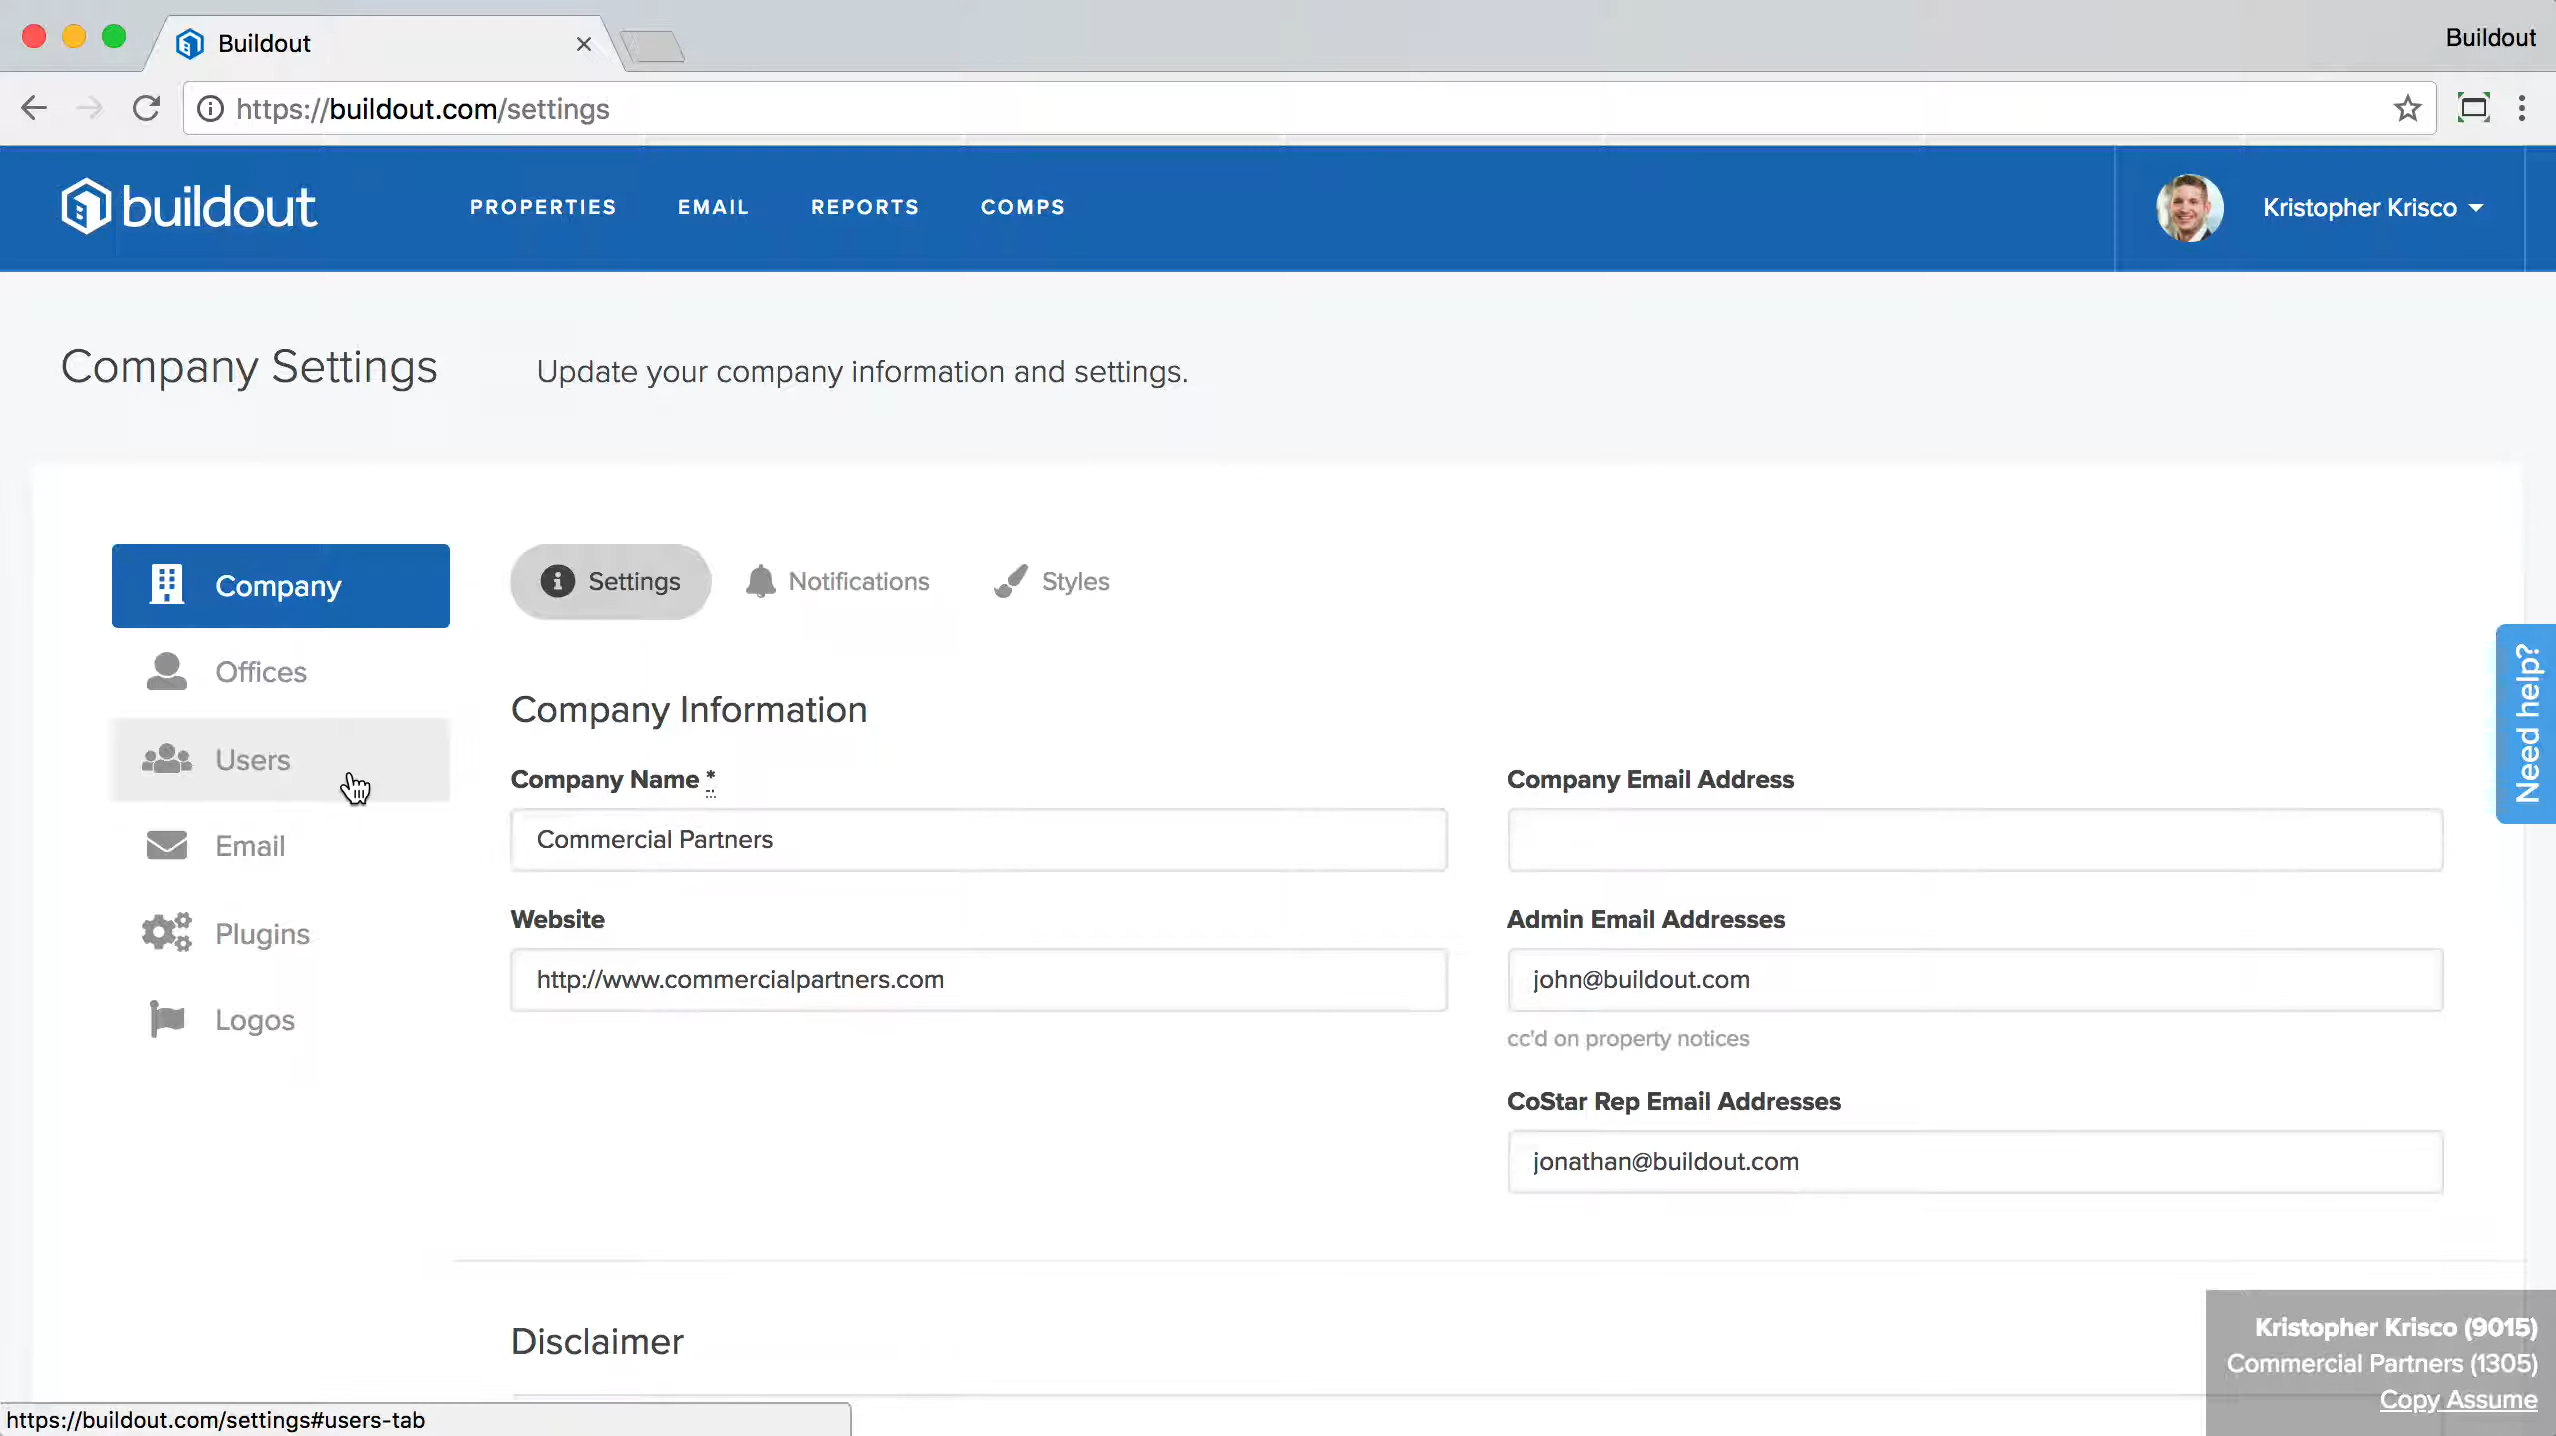 Buildout
Buildout
https://buildout.com/settings
buildout
PROPERTIES
EMAIL
REPORTS
COMPS
Kristopher Krisco
Company Settings
Update your company information and settings.
Company
Offices
Users
Email
Plugins
Logos
Settings
Notifications
Styles
Company Information
Company Name *
Commercial Partners
Company Email Address
Website
http://www.commercialpartners.com
Admin Email Addresses
john@buildout.com
cc'd on property notices
CoStar Rep Email Addresses
jonathan@buildout.com
Need help?
Disclaimer
Kristopher Krisco (9015)
Commercial Partners (1305)
Copy Assume
https://buildout.com/settings#users-tab